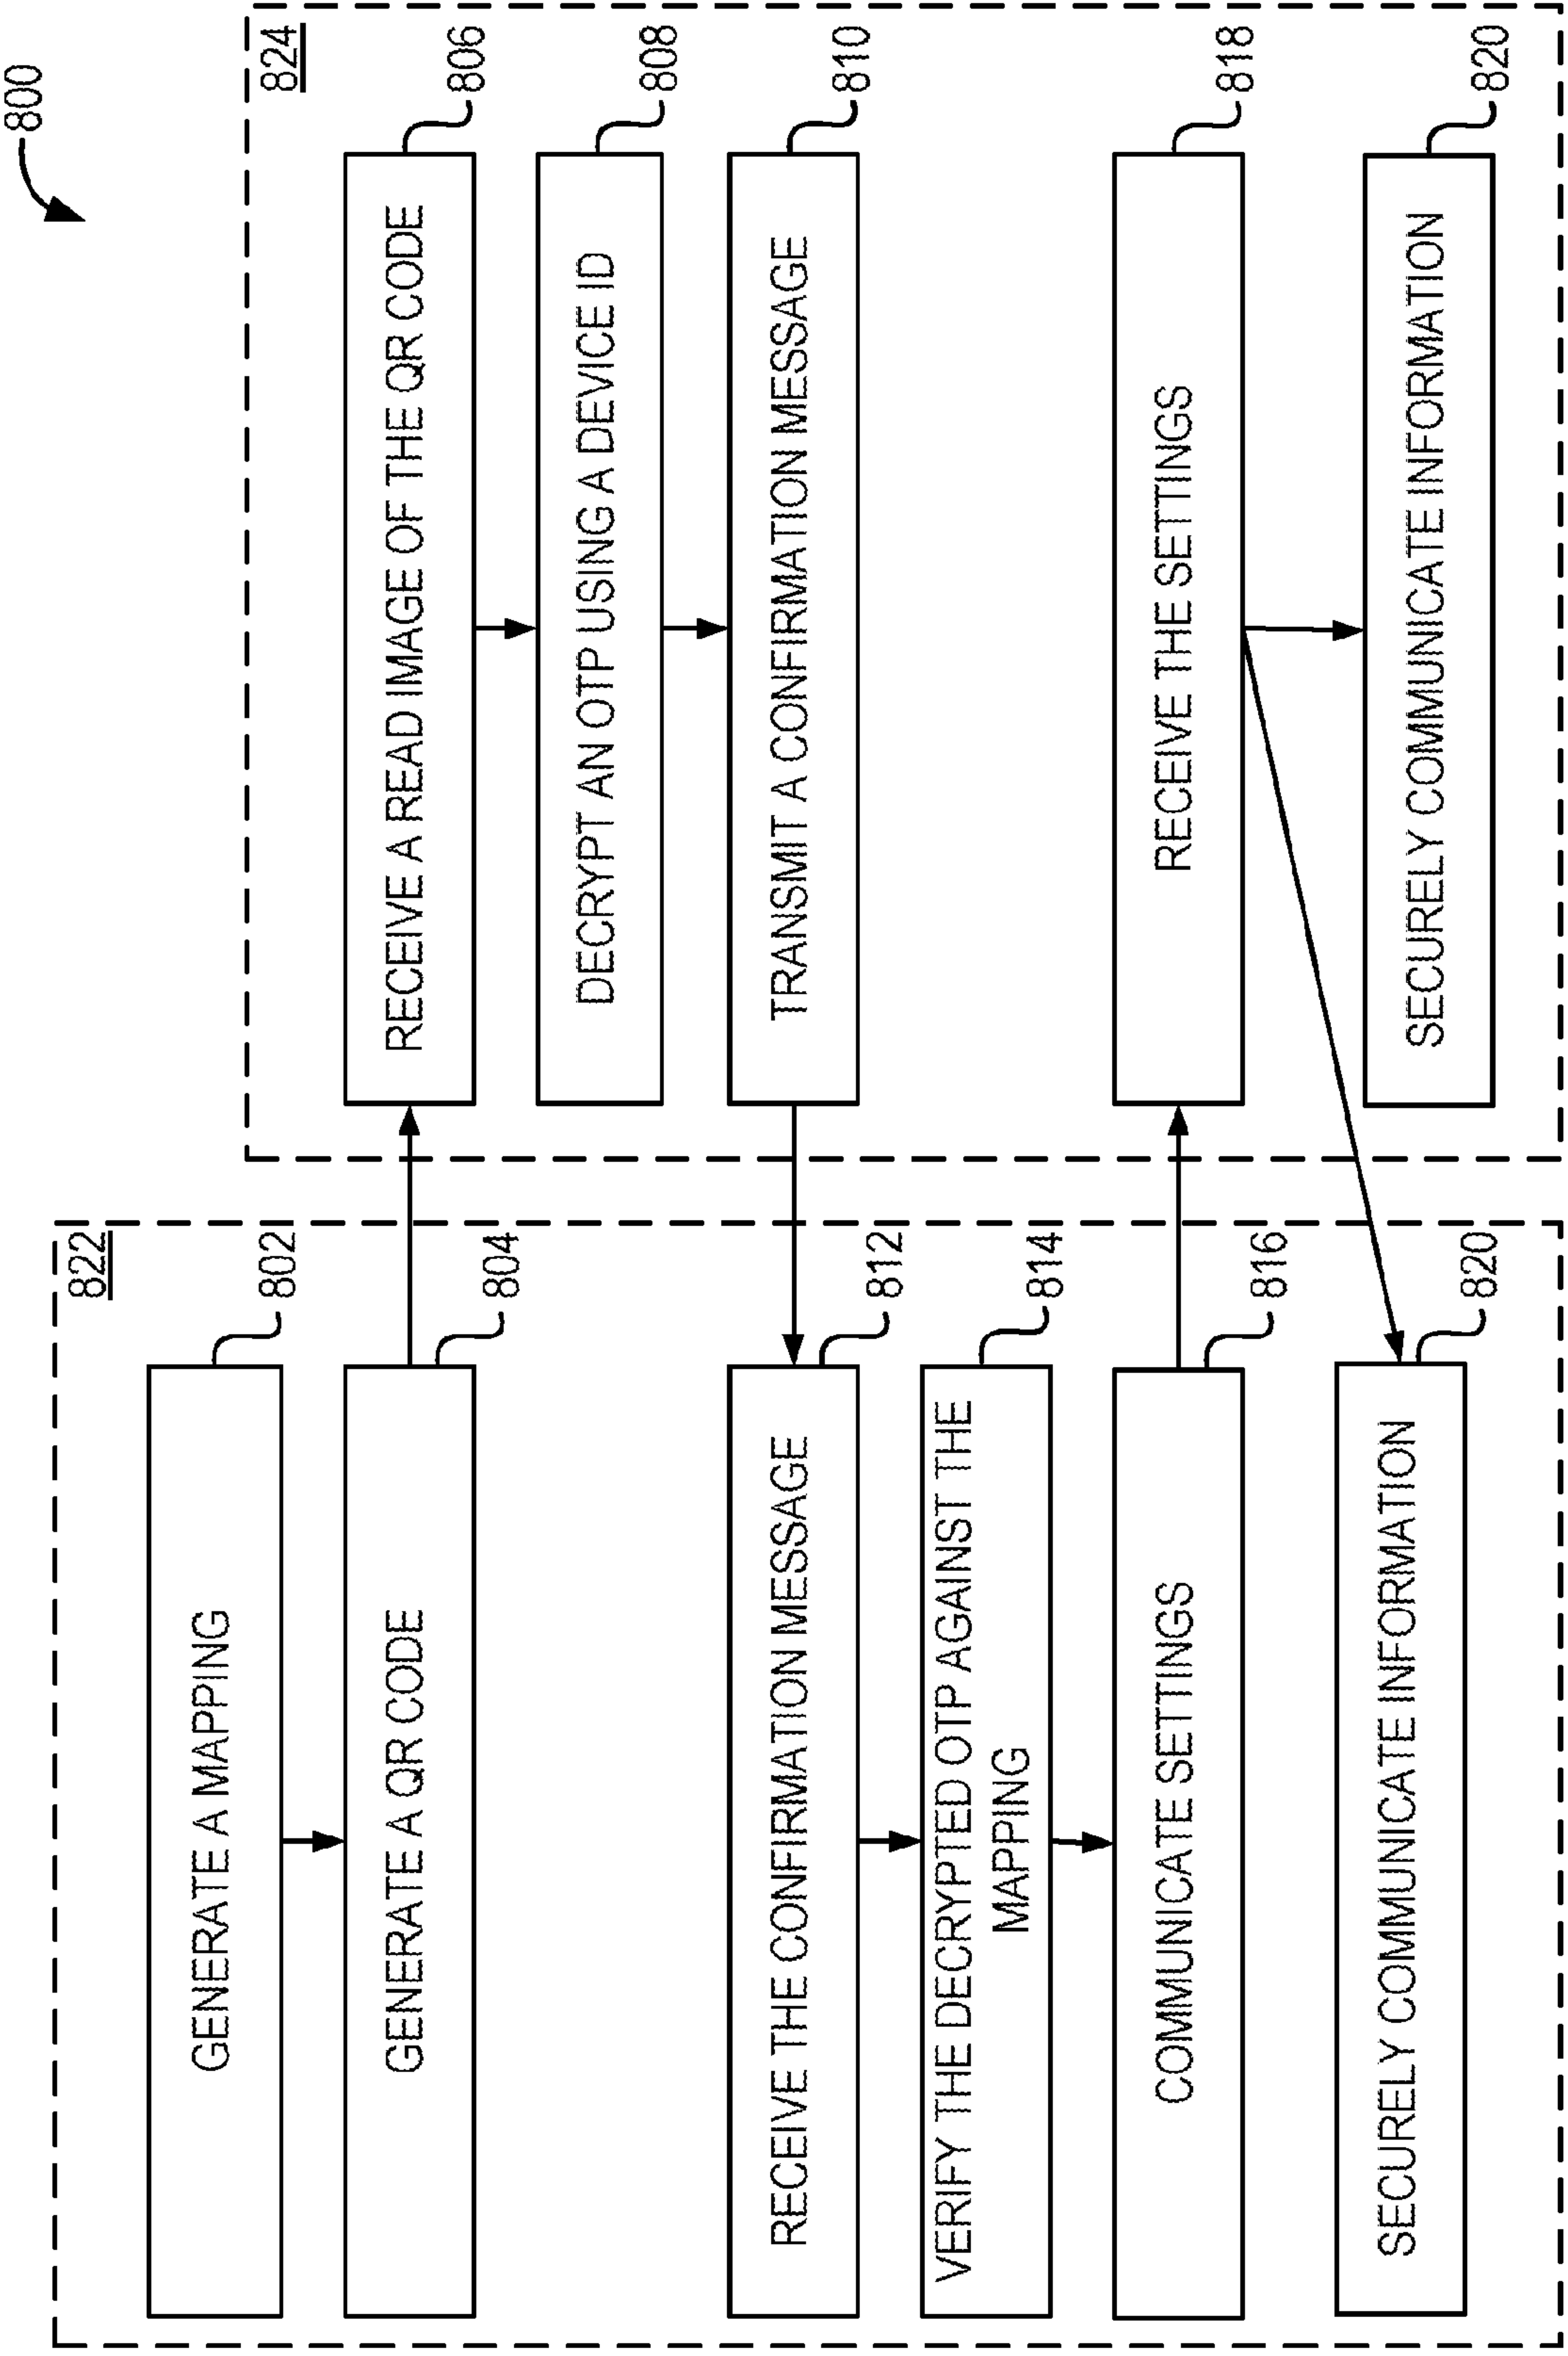 800
822
GENERATE A MAPPING
802
GENERATE A QR CODE
804
RECEIVE THE CONFIRMATION MESSAGE
812
VERIFY THE DECRYPTED OTP AGAINST THE
MAPPING
814
COMMUNICATE SETTINGS
816
SECURELY COMMUNICATE INFORMATION
820
824
RECEIVE A READ IMAGE OF THE QR CODE
806
DECRYPT AN OTP USING A DEVICE ID
808
TRANSMIT A CONFIRMATION MESSAGE
810
RECEIVE THE SETTINGS
818
SECURELY COMMUNICATE INFORMATION
820